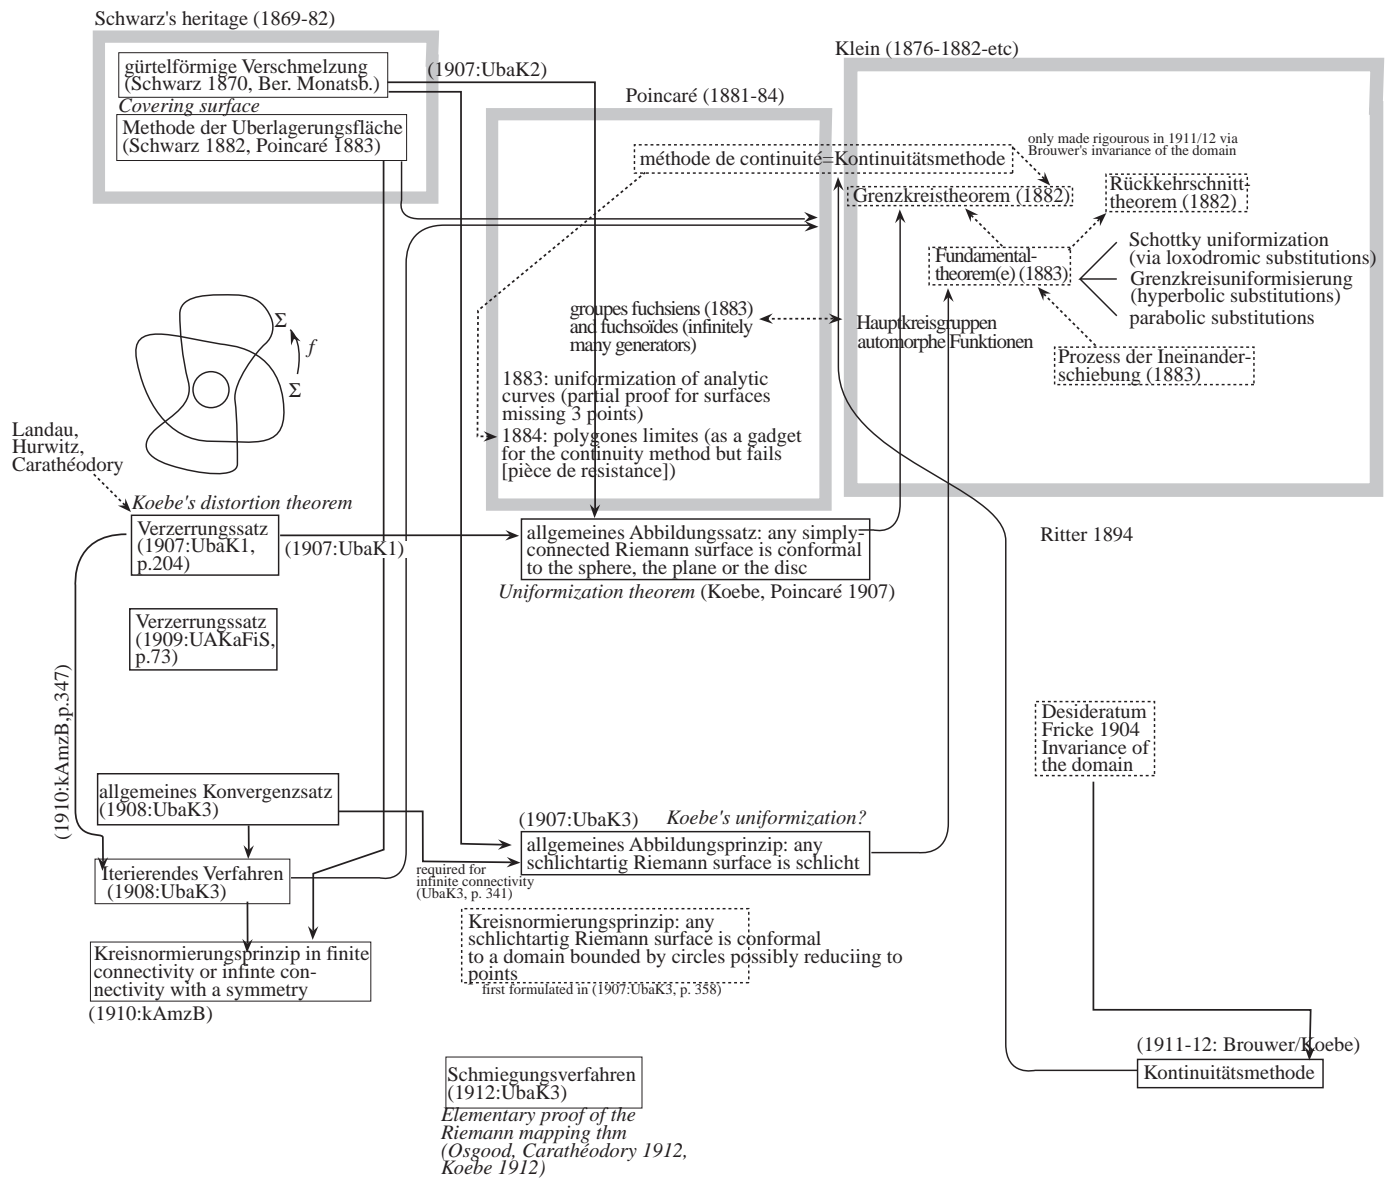 Schwarz's heritage (1869-82)
gürtelförmige Verschmelzung
(Schwarz 1870, Ber. Monatsb.)
Covering surface
Methode der Uberlagerungsfläche
(Schwarz 1882, Poincaré 1883)
(1907:UbaK2)
Poincaré (1881-84)
méthode de continuité=Kontinuitätsmethode
groupes fuchsiens (1883)
and fuchsoïdes (infinitely
many generators)
1883: uniformization of analytic
curves (partial proof for surfaces
missing 3 points)
1884: polygones limites (as a gadget
for the continuity method but fails
[pièce de resistance])
Klein (1876-1882-etc)
only made rigourous in 1911/12 via
Brouwer's invariance of the domain
Grenzkreistheorem (1882)
Rückkehrschnitt-
theorem (1882)
Fundamental-
theorem(e) (1883)
Schottky uniformization
(via loxodromic substitutions)
Grenzkreisuniformisierung
(hyperbolic substitutions)
parabolic substitutions
Hauptkreisgruppen
automorphe Funktionen
Prozess der Ineinander-
schiebung (1883)
Σ
f
Σ
Landau,
Hurwitz,
Carathéodory
Koebe's distortion theorem
Verzerrungssatz
(1907:UbaK1,
p.204)
(1907:UbaK1)
allgemeines Abbildungssatz: any simply-
connected Riemann surface is conformal
to the sphere, the plane or the disc
Uniformization theorem (Koebe, Poincaré 1907)
Ritter 1894
Verzerrungssatz
(1909:UAKaFiS,
p.73)
(1910:kAmzB,p.347)
Desideratum
Fricke 1904
Invariance of
the domain
allgemeines Konvergenzsatz
(1908:UbaK3)
(1907:UbaK3)
Koebe's uniformization?
allgemeines Abbildungsprinzip: any
schlichtartig Riemann surface is schlicht
required for
infinite connectivity
(UbaK3, p. 341)
Iterierendes Verfahren
(1908:UbaK3)
Kreisnormierungsprinzip: any
schlichtartig Riemann surface is conformal
to a domain bounded by circles possibly reduciing to
points
first formulated in (1907:UbaK3, p. 358)
Kreisnormierungsprinzip in finite
connectivity or infinte con-
nectivity with a symmetry
(1910:kAmzB)
(1911-12: Brouwer/Koebe)
Kontinuitätsmethode
Schmiegungsverfahren
(1912:UbaK3)
Elementary proof of the
Riemann mapping thm
(Osgood, Carathéodory 1912,
Koebe 1912)